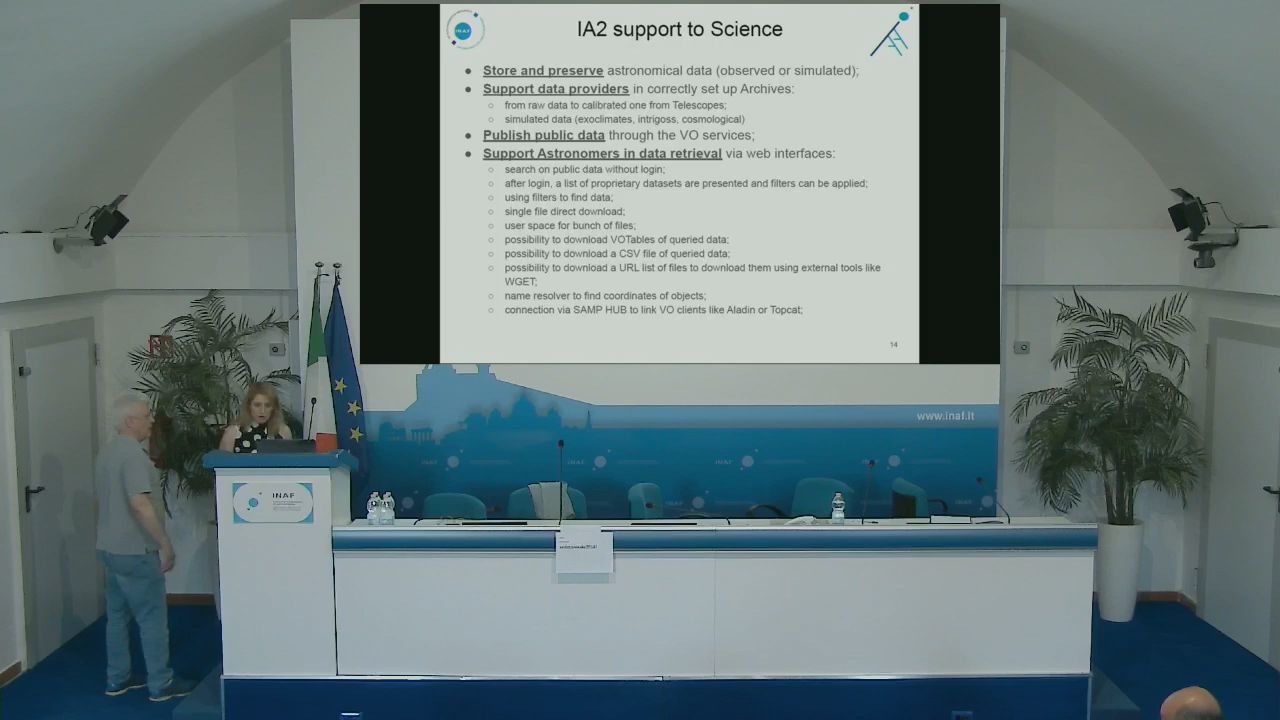 INAF
IA2 support to Science
● Store and preserve astronomical data (observed or simulated);
● Support data providers in correctly set up Archives:
○ from raw data to calibrated one from Telescopes;
○ simulated data (exoclimates, intrigoss, cosmological)
● Publish public data through the VO services;
● Support Astronomers in data retrieval via web interfaces:
○ search on public data without login;
○ after login, a list of proprietary datasets are presented and filters can be applied;
○ using filters to find data;
○ single file direct download;
○ user space for bunch of files;
○ possibility to download VOTables of queried data;
○ possibility to download a CSV file of queried data;
○ possibility to download a URL list of files to download them using external tools like
WGET;
○ name resolver to find coordinates of objects;
○ connection via SAMP HUB to link VO clients like Aladin or Topcat;
14
www.inaf.it
INAF
INAF
INAF
INAF
INAF